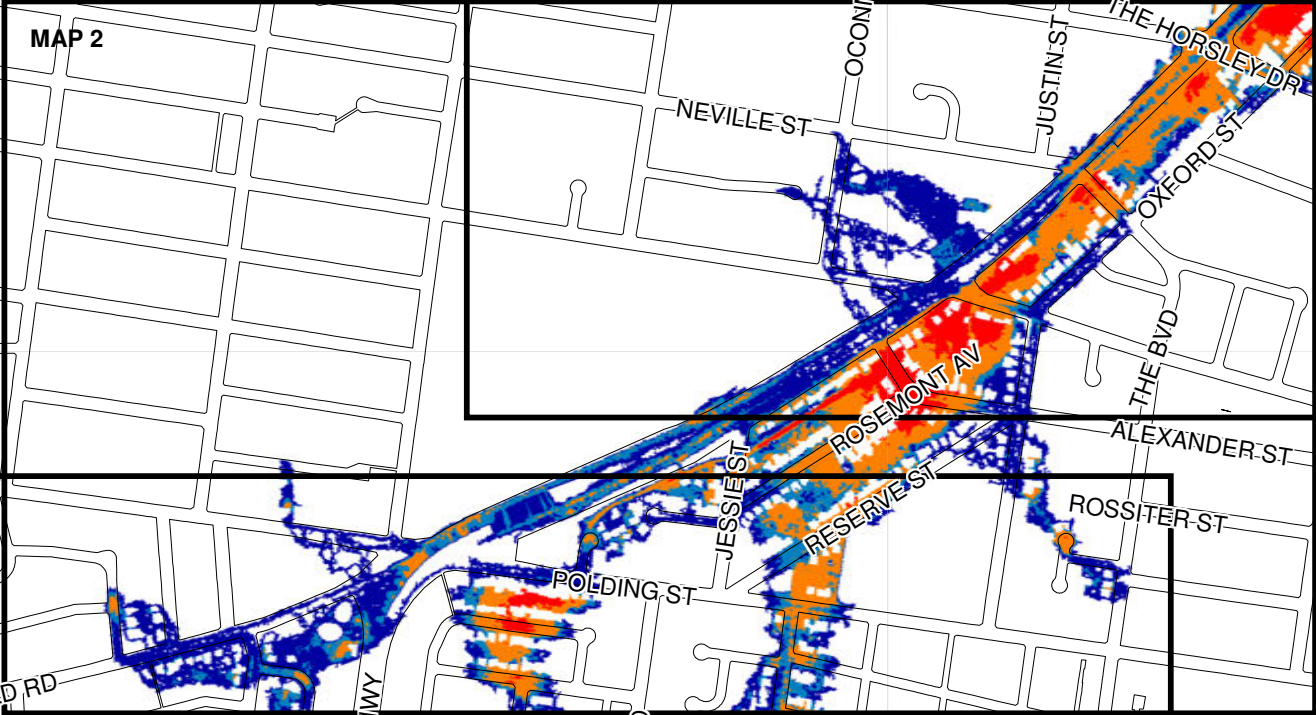 MAP 2
THE HORSLEY DR
JUSTIN ST
NEVILLE ST
OXFORD ST
THE BVD
ROSEMONT AV
ALEXANDER ST
JESSIE ST
RESERVE ST
ROSSITER ST
POLDING ST
D RD